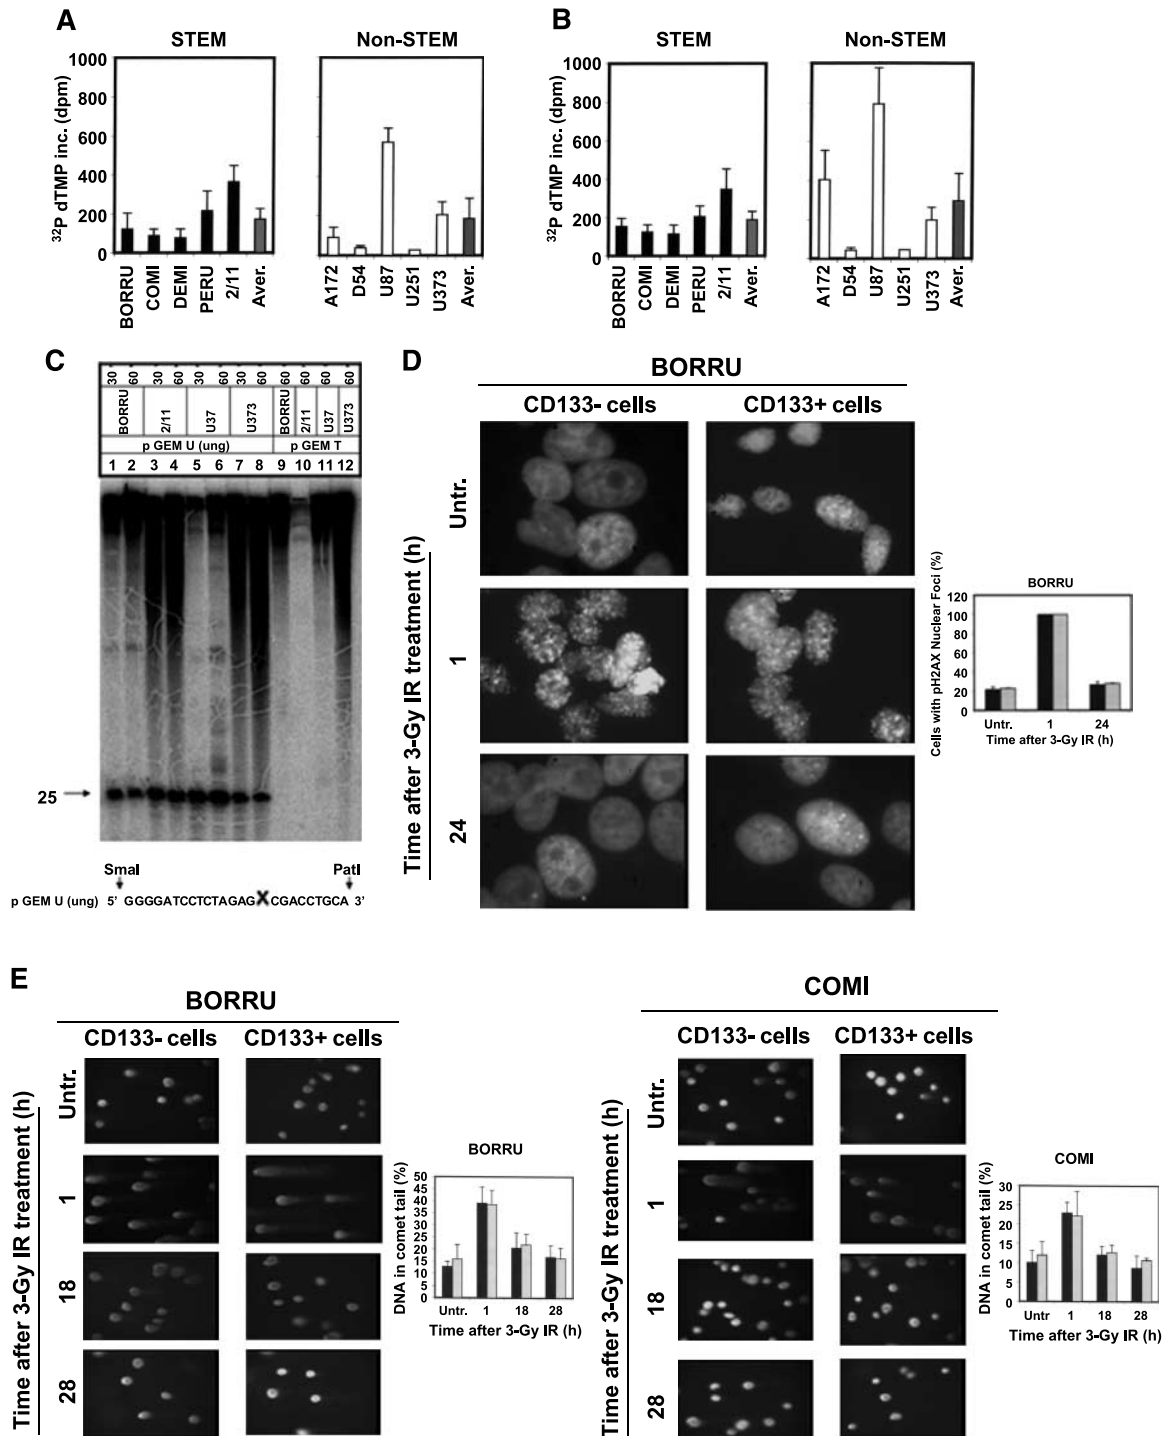 A
STEM
Non-STEM
32P dTMP inc. (dpm)
1000
800
600
400
200
0
BORRU
COMI
DEMI
PERU
2/11
Aver.
A172
D54
U87
U251
U373
Aver.
B
STEM
Non-STEM
32P dTMP inc. (dpm)
1000
800
600
400
200
0
BORRU
COMI
DEMI
PERU
2/11
Aver.
A172
D54
U87
U251
U373
Aver.
C
30 60 30 60 30 60 30 60 60 60 60 60
BORRU 2/11 U37 U373 BORRU 2/11 U37 U373
p GEM U (ung) p GEM T
1 2 3 4 5 6 7 8 9 10 11 12
25
SmaI PatI
p GEM U (ung) 5' GGGGATCCTCTAGAGXCGACCTGCA 3'
D
BORRU
CD133- cells CD133+ cells
Time after 3-Gy IR treatment (h)
Untr.
1
24
BORRU
Cells with pH2AX Nuclear Foci (%)
120
100
80
60
40
20
0
Untr. 1 24
Time after 3-Gy IR (h)
E
BORRU
CD133- cells CD133+ cells
Time after 3-Gy IR treatment (h)
Untr.
1
18
28
BORRU
DNA in comet tail (%)
50
45
40
35
30
25
20
15
10
5
0
Untr. 1 18 28
Time after 3-Gy IR (h)
COMI
CD133- cells CD133+ cells
Time after 3-Gy IR treatment (h)
Untr.
1
18
28
COMI
DNA in comet tail (%)
30
25
20
15
10
5
0
Untr 1 18 28
Time after 3-Gy IR (h)